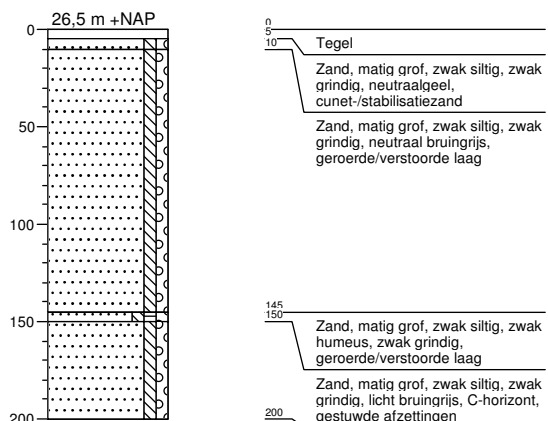 26,5 m +NAP
0
50
100
150
200
0
5
10
Tegel
Zand, matig grof, zwak siltig, zwak
grindig, neutraalgeel,
cunet-/stabilisatiezand
Zand, matig grof, zwak siltig, zwak
grindig, neutraal bruingrijs,
geroerde/verstoorde laag
145
150
Zand, matig grof, zwak siltig, zwak
humeus, zwak grindig,
geroerde/verstoorde laag
Zand, matig grof, zwak siltig, zwak
grindig, licht bruingrijs, C-horizont,
gestuwde afzettingen
200